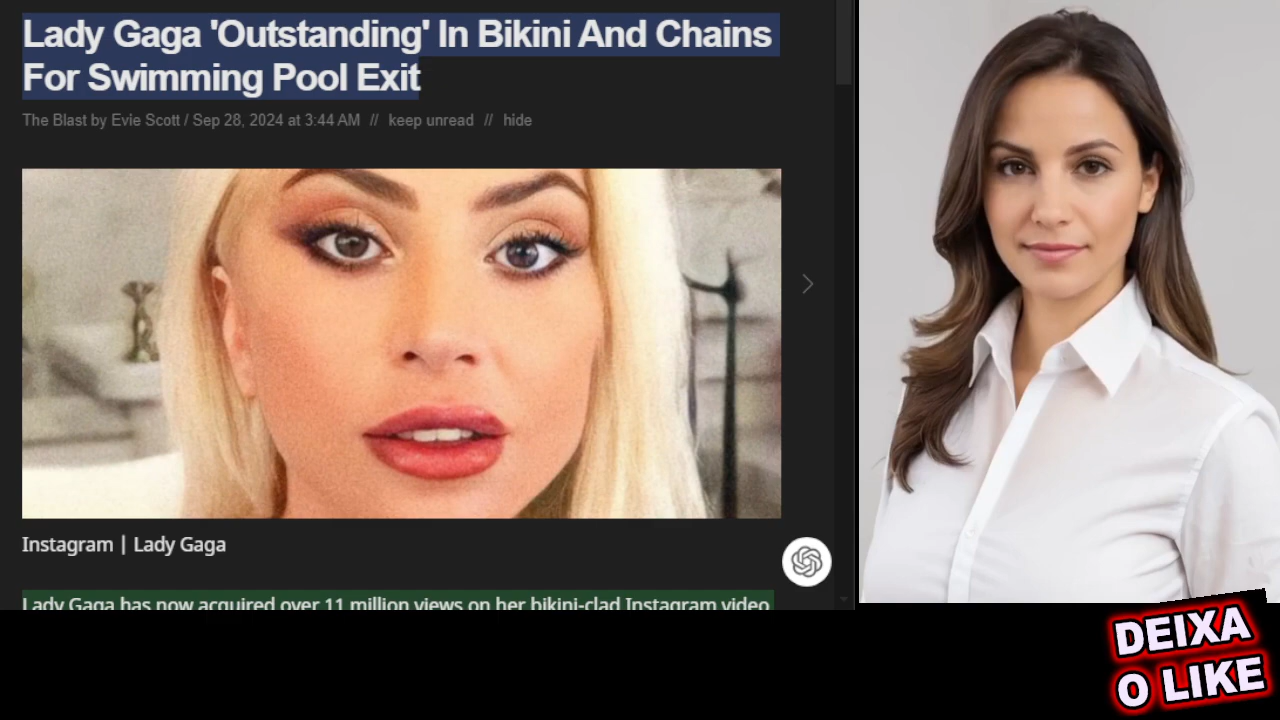 Lady Gaga 'Outstanding' In Bikini And Chains
For Swimming Pool Exit
The Blast by Evie Scott / Sep 28, 2024 at 3:44 AM // keep unread // hide
Instagram | Lady Gaga
Lady Gaga has now acquired over 11 million views on her bikini-clad Instagram video
DEIXA
O LIKE